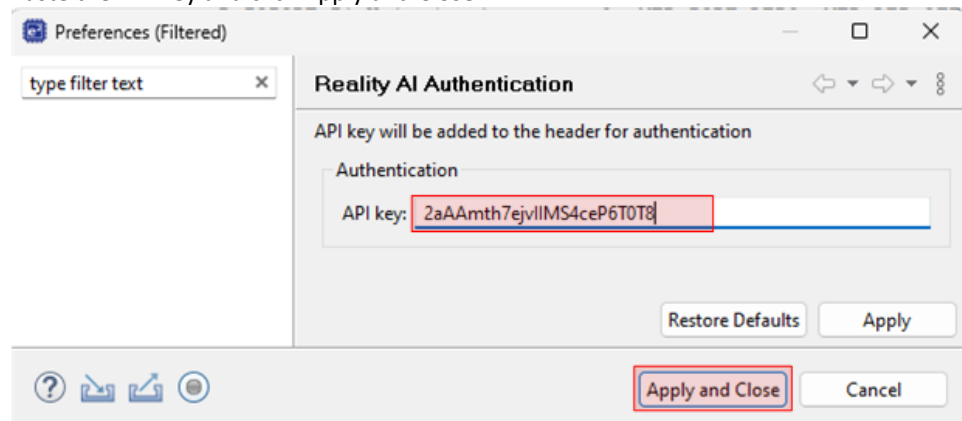 Preferences (Filtered)
type filter text
Reality AI Authentication
API key will be added to the header for authentication
Authentication
API key: 2aAAmth7ejvIIMS4ceP6T0T8
Restore Defaults
Apply
Apply and Close
Cancel